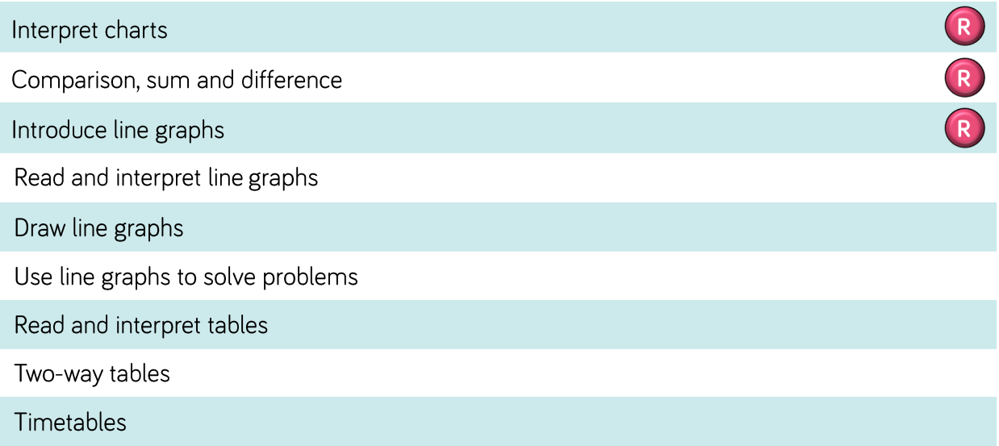 Interpret charts R
Comparison, sum and difference R
Introduce line graphs R
Read and interpret line graphs
Draw line graphs
Use line graphs to solve problems
Read and interpret tables
Two-way tables
Timetables